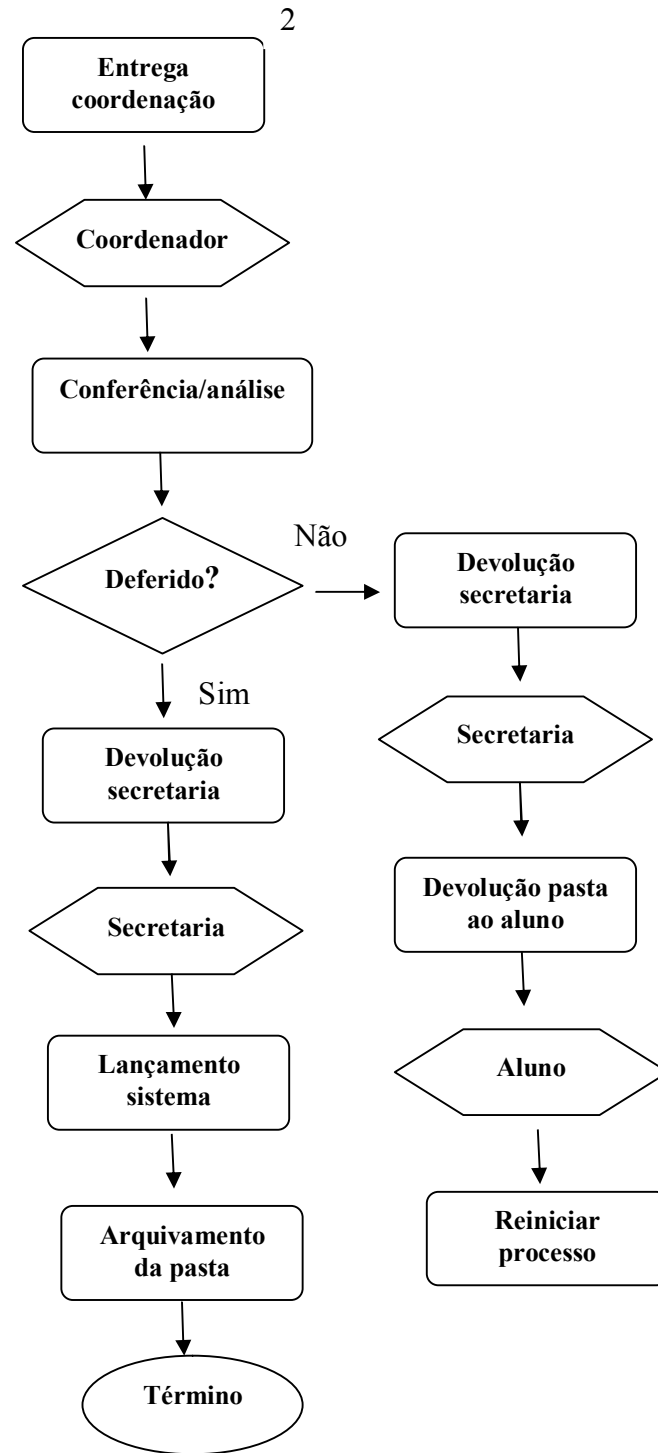 2
Entrega
coordenação
Coordenador
Conferência/análise
Deferido?
Não
Devolução
secretaria
Sim
Secretaria
Devolução
secretaria
Devolução pasta
ao aluno
Secretaria
Lançamento
sistema
Aluno
Arquivamento
da pasta
Reiniciar
processo
Término